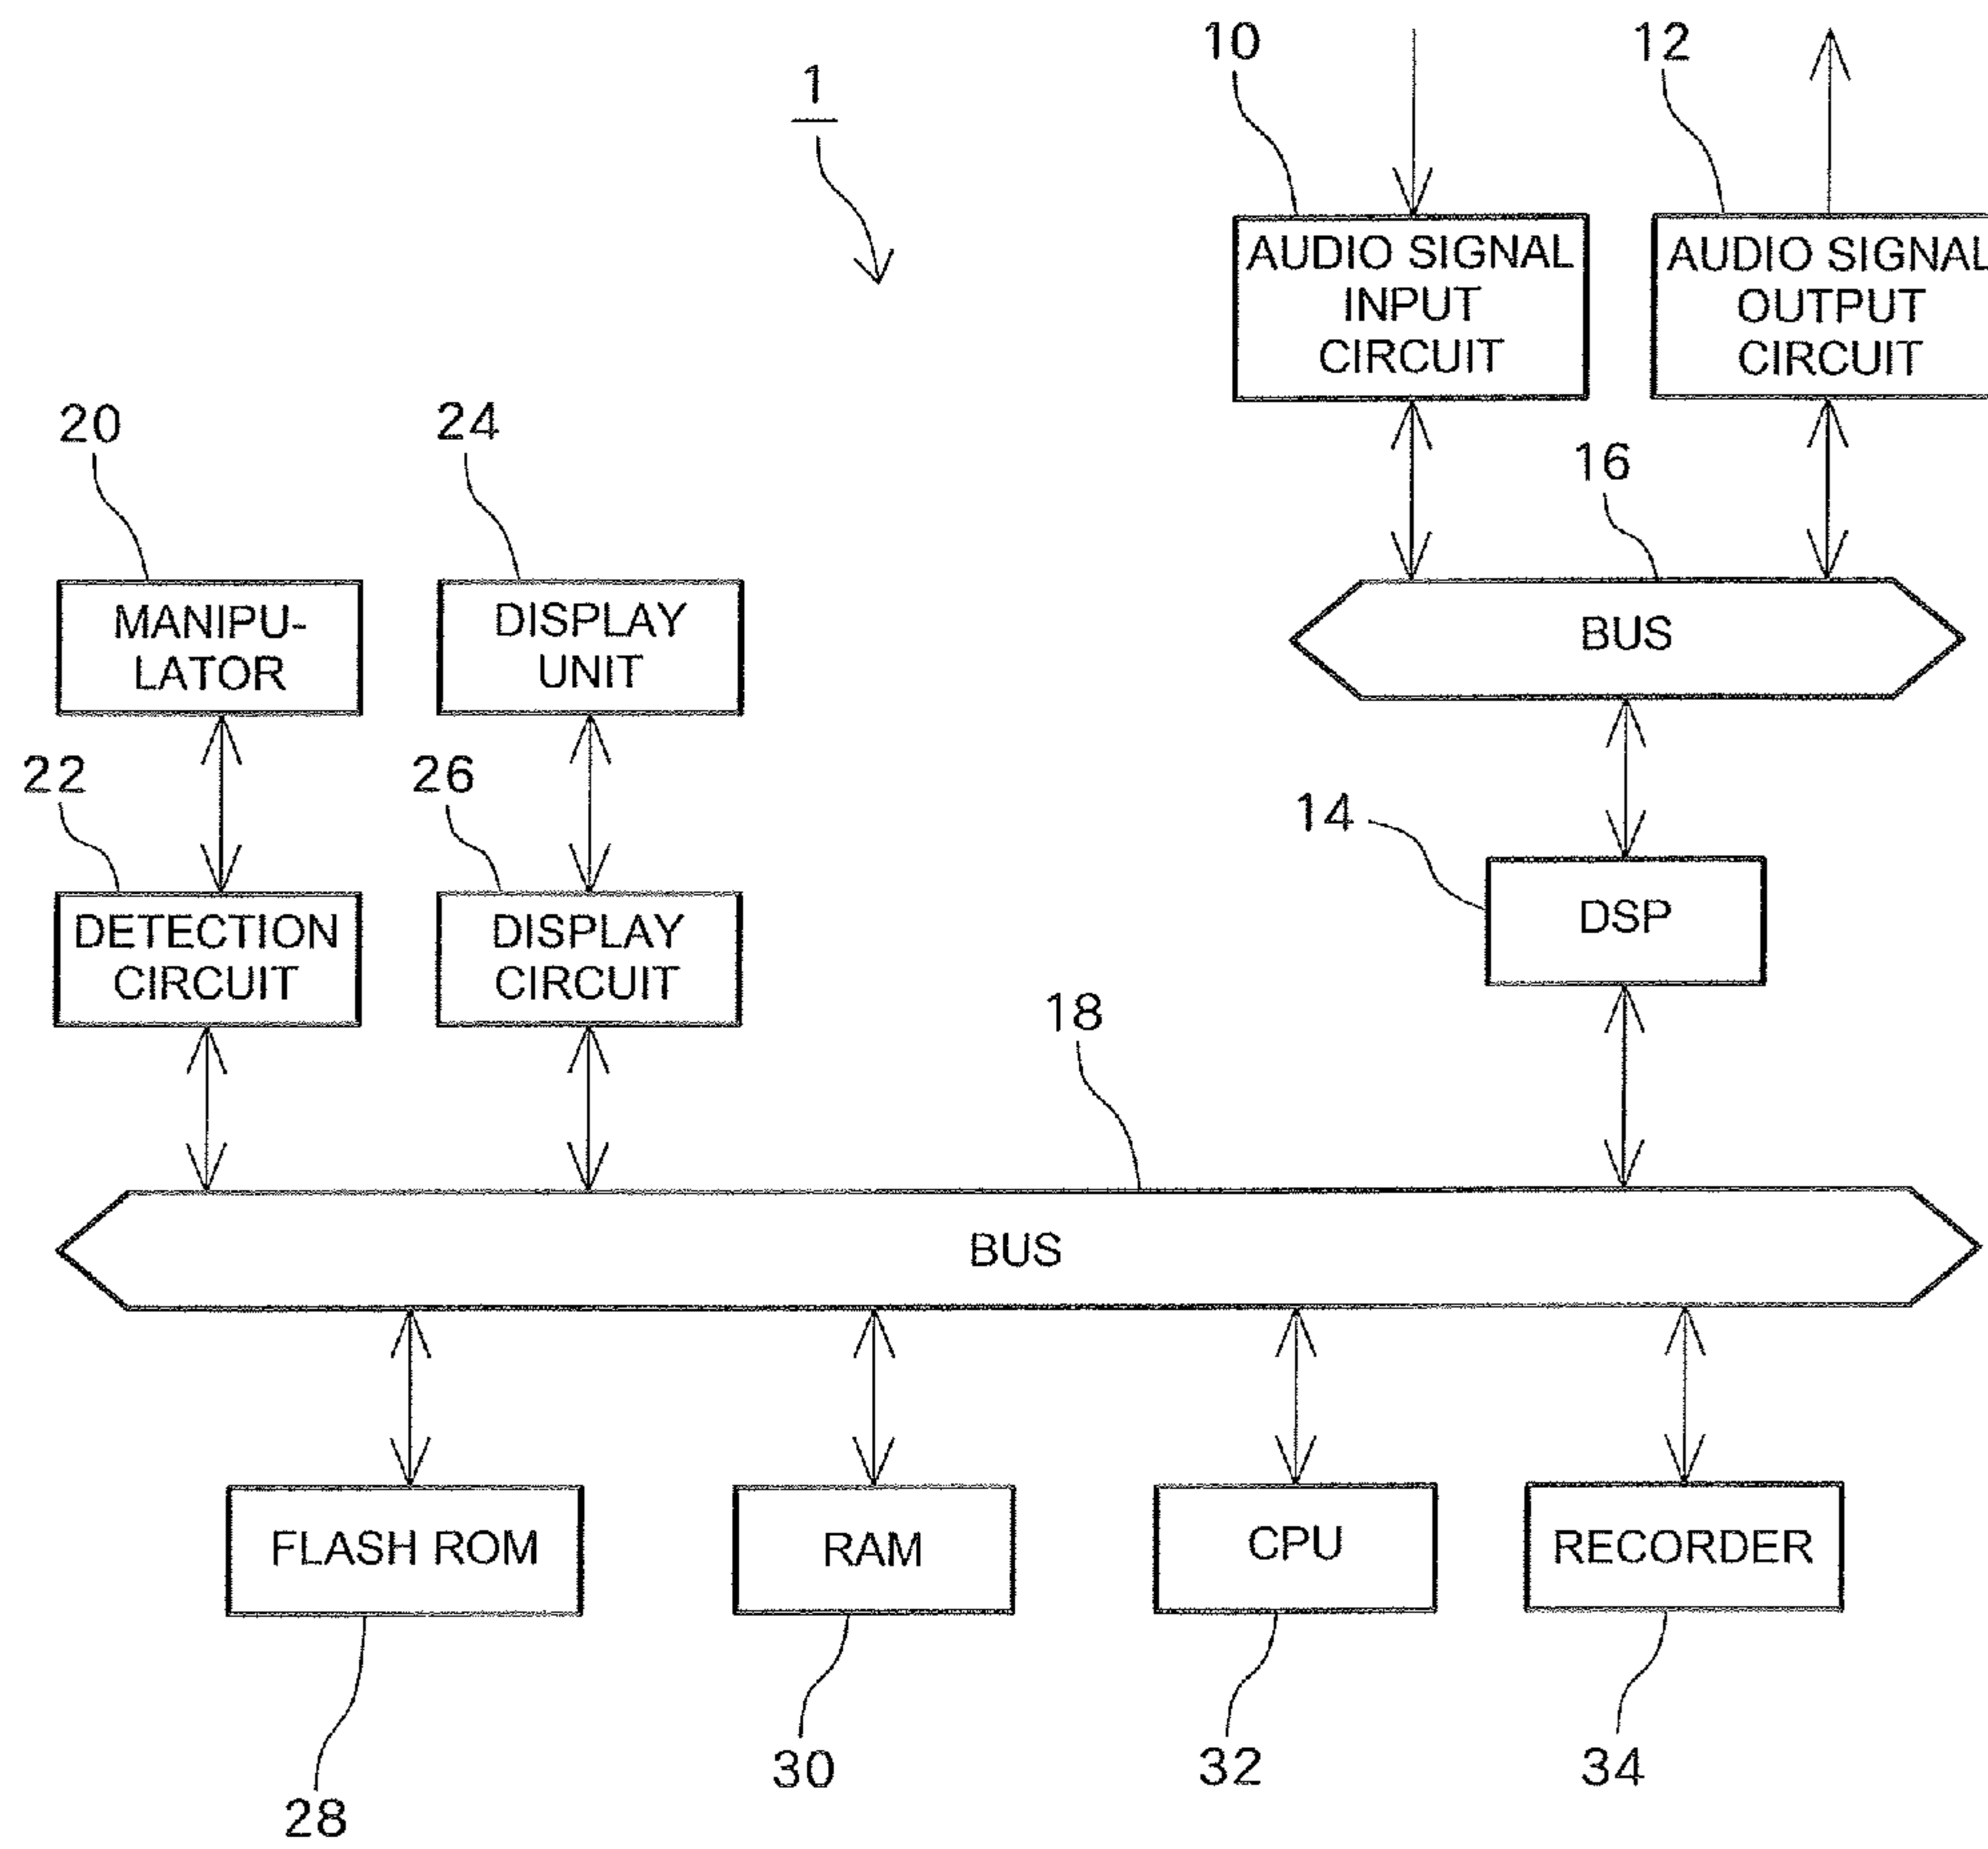 1
10
12
AUDIO SIGNAL
INPUT
CIRCUIT
AUDIO SIGNAL
OUTPUT
CIRCUIT
16
BUS
20
24
MANIPU-
LATOR
DISPLAY
UNIT
22
26
14
DETECTION
CIRCUIT
DISPLAY
CIRCUIT
DSP
18
BUS
FLASH ROM
RAM
CPU
RECORDER
28
30
32
34